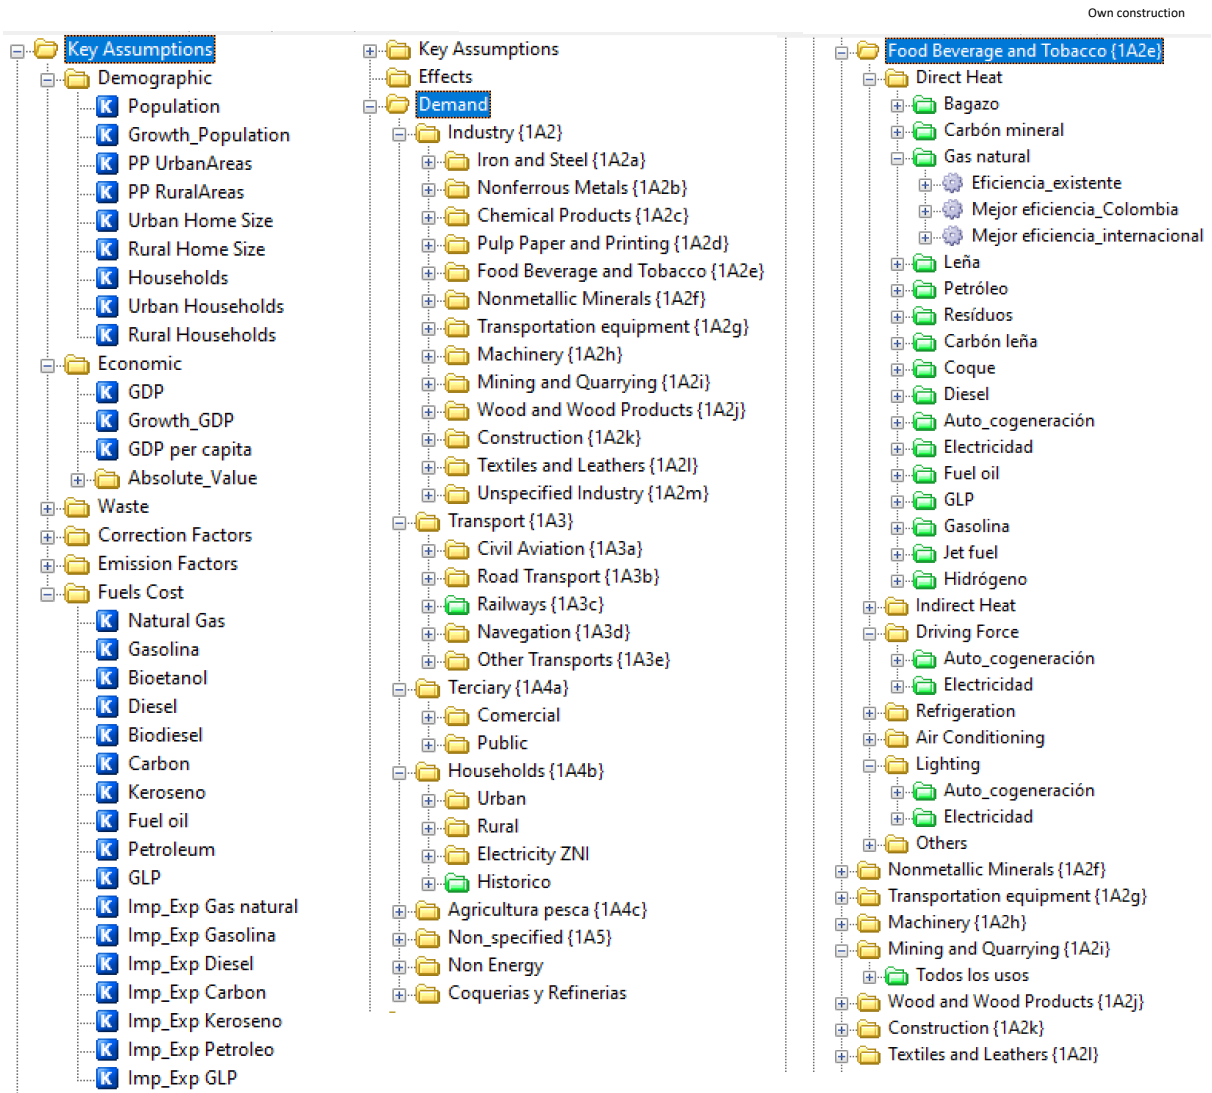 Own construction
Key Assumptions
Demographic
Population
Growth_Population
PP UrbanAreas
PP RuralAreas
Urban Home Size
Rural Home Size
Households
Urban Households
Rural Households
Economic
GDP
Growth_GDP
GDP per capita
Absolute_Value
Waste
Correction Factors
Emission Factors
Fuels Cost
Natural Gas
Gasolina
Bioetanol
Diesel
Biodiesel
Carbon
Keroseno
Fuel oil
Petroleum
GLP
Imp_Exp Gas natural
Imp_Exp Gasolina
Imp_Exp Diesel
Imp_Exp Carbon
Imp_Exp Keroseno
Imp_Exp Petroleo
Imp_Exp GLP
Key Assumptions
Effects
Demand
Industry {1A2}
Iron and Steel {1A2a}
Nonferrous Metals {1A2b}
Chemical Products {1A2c}
Pulp Paper and Printing {1A2d}
Food Beverage and Tobacco {1A2e}
Nonmetallic Minerals {1A2f}
Transportation equipment {1A2g}
Machinery {1A2h}
Mining and Quarrying {1A2i}
Wood and Wood Products {1A2j}
Construction {1A2k}
Textiles and Leathers {1A2l}
Unspecified Industry {1A2m}
Transport {1A3}
Civil Aviation {1A3a}
Road Transport {1A3b}
Railways {1A3c}
Navegation {1A3d}
Other Transports {1A3e}
Terciary {1A4a}
Comercial
Public
Households {1A4b}
Urban
Rural
Electricity ZNI
Historico
Agricultura pesca {1A4c}
Non_specified {1A5}
Non Energy
Coquerias y Refinerias
Food Beverage and Tobacco {1A2e}
Direct Heat
Bagazo
Carbón mineral
Gas natural
Eficiencia_existente
Mejor eficiencia_Colombia
Mejor eficiencia_internacional
Leña
Petróleo
Resíduos
Carbón leña
Coque
Diesel
Auto_cogeneración
Electricidad
Fuel oil
GLP
Gasolina
Jet fuel
Hidrógeno
Indirect Heat
Driving Force
Auto_cogeneración
Electricidad
Refrigeration
Air Conditioning
Lighting
Auto_cogeneración
Electricidad
Others
Nonmetallic Minerals {1A2f}
Transportation equipment {1A2g}
Machinery {1A2h}
Mining and Quarrying {1A2i}
Todos los usos
Wood and Wood Products {1A2j}
Construction {1A2k}
Textiles and Leathers {1A2l}